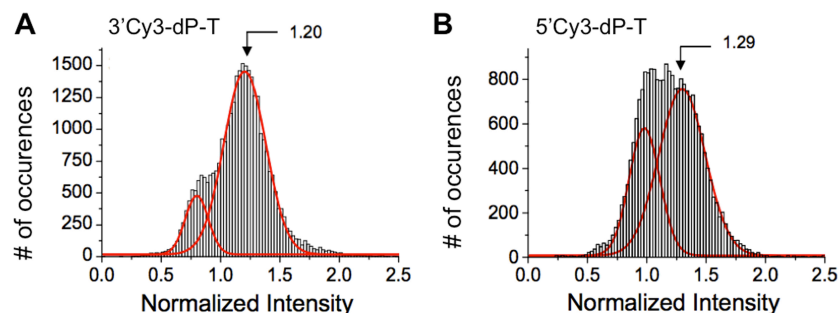 A
3'Cy3-dP-T
1.20
# of occurences
1500
1250
1000
750
500
250
0
0.0 0.5 1.0 1.5 2.0 2.5
Normalized Intensity
B
5'Cy3-dP-T
1.29
# of occurences
800
600
400
200
0
0.0 0.5 1.0 1.5 2.0 2.5
Normalized Intensity